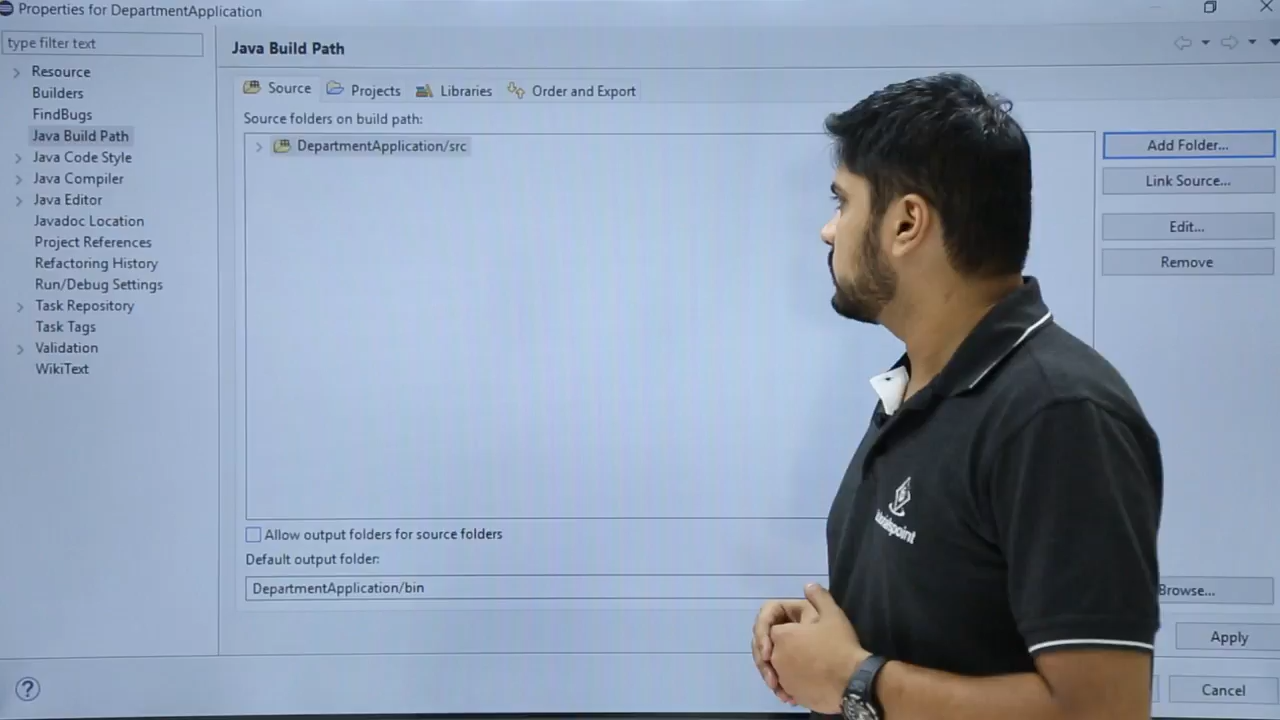 Properties for DepartmentApplication
type filter text
Resource
Builders
FindBugs
Java Build Path
Java Code Style
Java Compiler
Java Editor
Javadoc Location
Project References
Refactoring History
Run/Debug Settings
Task Repository
Task Tags
Validation
WikiText
Java Build Path
Source
Projects
Libraries
Order and Export
Source folders on build path:
DepartmentApplication/src
Add Folder...
Link Source...
Edit...
Remove
Allow output folders for source folders
Default output folder:
DepartmentApplication/bin
Browse...
Apply
Cancel
?